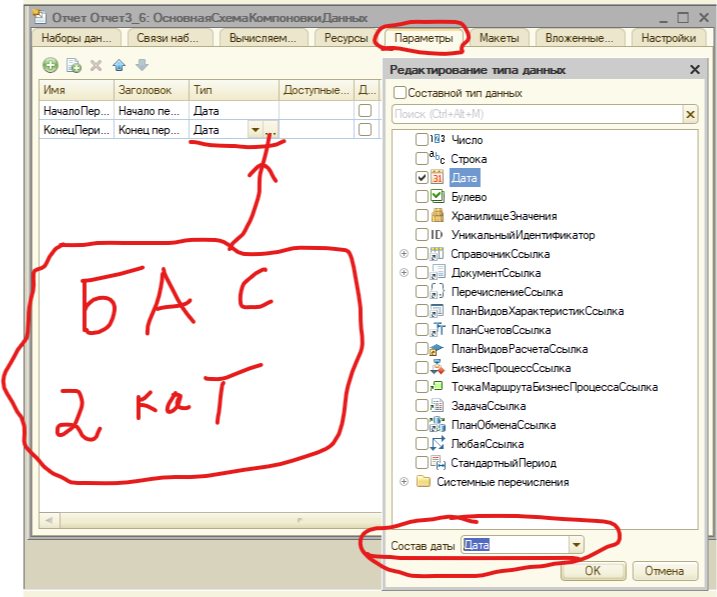 Отчет Отчет3_6: ОсновнаяСхемаКомпоновкиДанных
Наборы дан... Связи наб... Вычисляем... Ресурсы Параметры Макеты Вложенные... Настройки
Имя Заголовок Тип Доступные... Д...
НачалоПер... Начало пе... Дата
КонецПери... Конец пер... Дата ...
БАС
2 кат
Редактирование типа данных
Составной тип данных
Поиск (Ctrl+Alt+M)
Число
Строка
Дата
Булево
ХранилищеЗначения
УникальныйИдентификатор
СправочникСсылка
ДокументСсылка
ПеречислениеСсылка
ПланВидовХарактеристикСсылка
ПланСчетовСсылка
ПланВидовРасчетаСсылка
БизнесПроцессСсылка
ТочкаМаршрутаБизнесПроцессаСсылка
ЗадачаСсылка
ПланОбменаСсылка
ЛюбаяСсылка
СтандартныйПериод
Системные перечисления
Состав даты Дата
OK Отмена